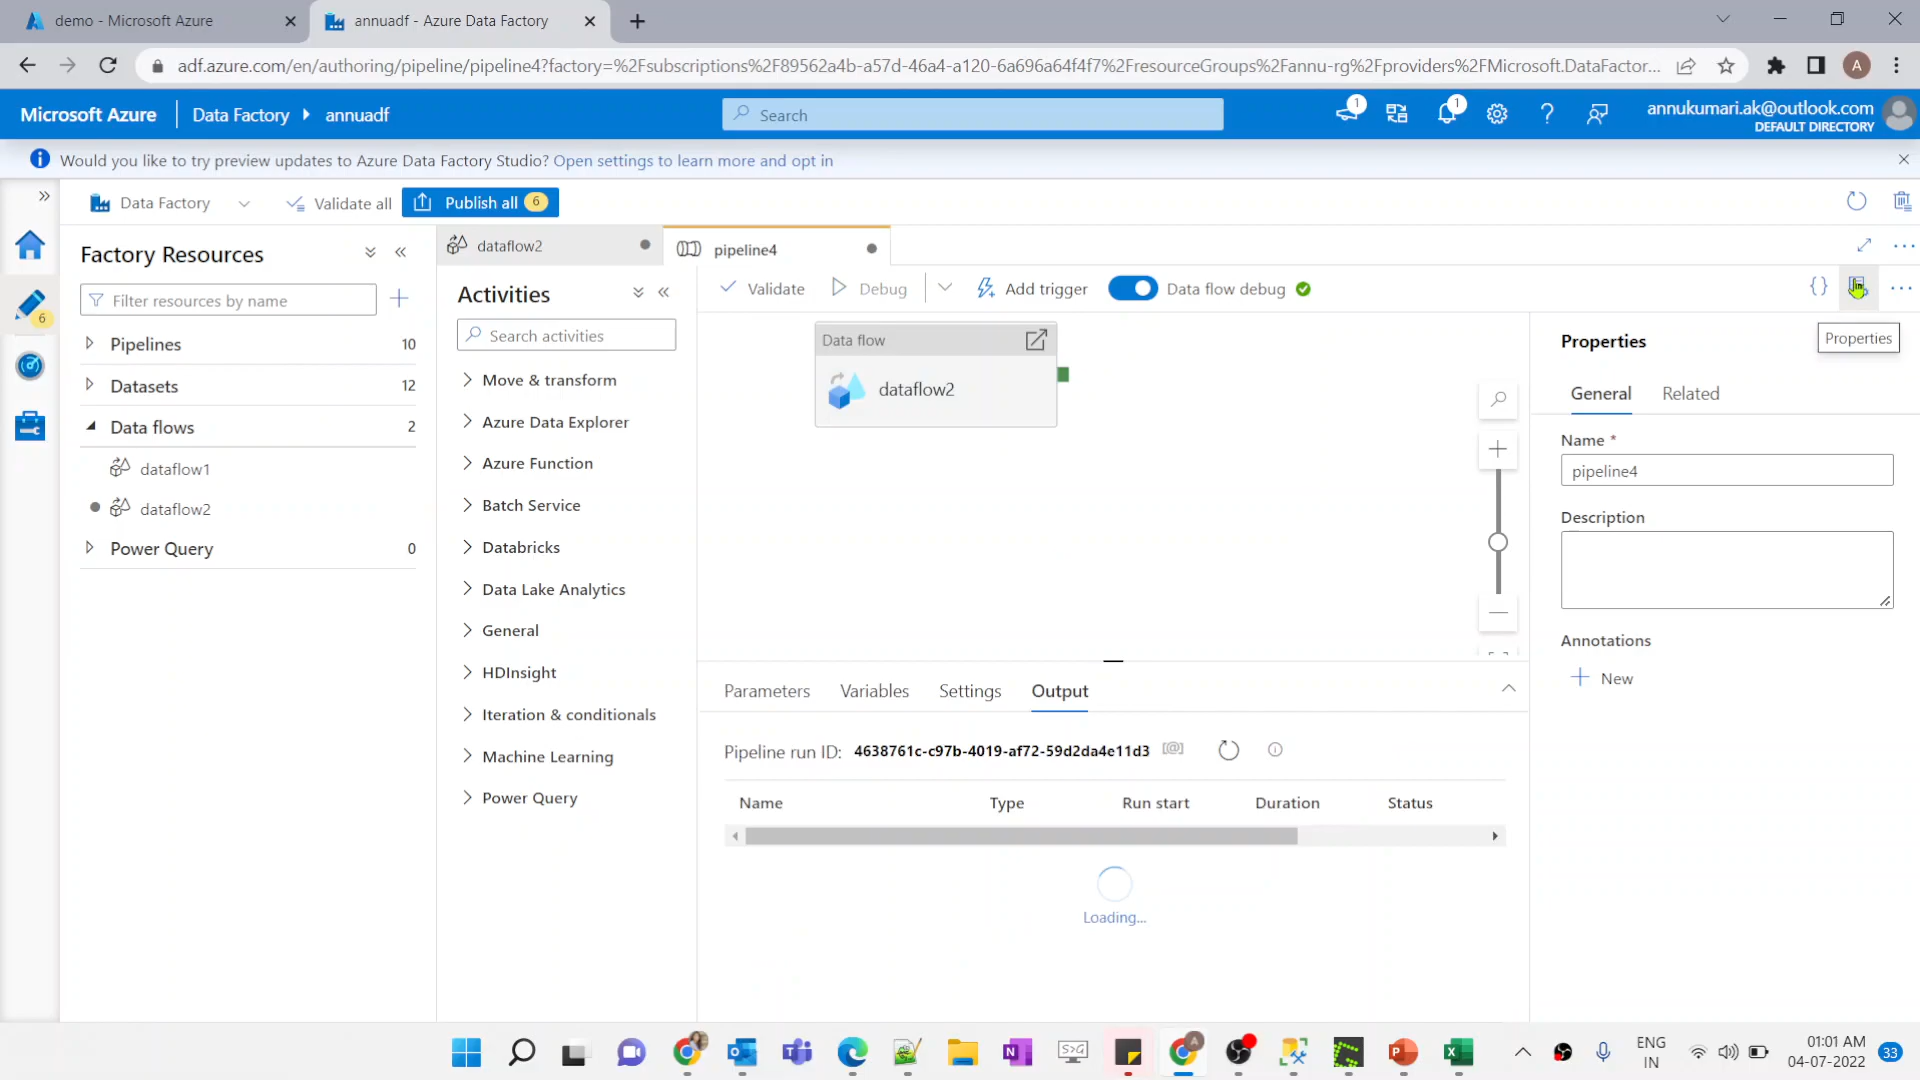 demo - Microsoft Azure
annuadf - Azure Data Factory
adf.azure.com/en/authoring/pipeline/pipeline4?factory=%2Fsubscriptions%2F89562a4b-a57d-46a4-a120-6a696a64f4f7%2FresourceGroups%2Fannu-rg%2Fproviders%2FMicrosoft.DataFactor...
A
Microsoft Azure
Data Factory
annuadf
Search
1
1
annukumari.ak@outlook.com
DEFAULT DIRECTORY
Would you like to try preview updates to Azure Data Factory Studio? Open settings to learn more and opt in
Data Factory
Validate all
Publish all 6
Factory Resources
Filter resources by name
6
Pipelines 10
Datasets 12
Data flows 2
dataflow1
dataflow2
Power Query 0
dataflow2
pipeline4
Activities
Search activities
Move & transform
Azure Data Explorer
Azure Function
Batch Service
Databricks
Data Lake Analytics
General
HDInsight
Iteration & conditionals
Machine Learning
Power Query
Validate
Debug
Add trigger
Data flow debug
Data flow
dataflow2
Parameters
Variables
Settings
Output
Pipeline run ID: 4638761c-c97b-4019-af72-59d2da4e11d3
Name Type Run start Duration Status
Loading...
Properties
Properties
General
Related
Name *
pipeline4
Description
Annotations
New
ENG
IN
01:01 AM
04-07-2022
33